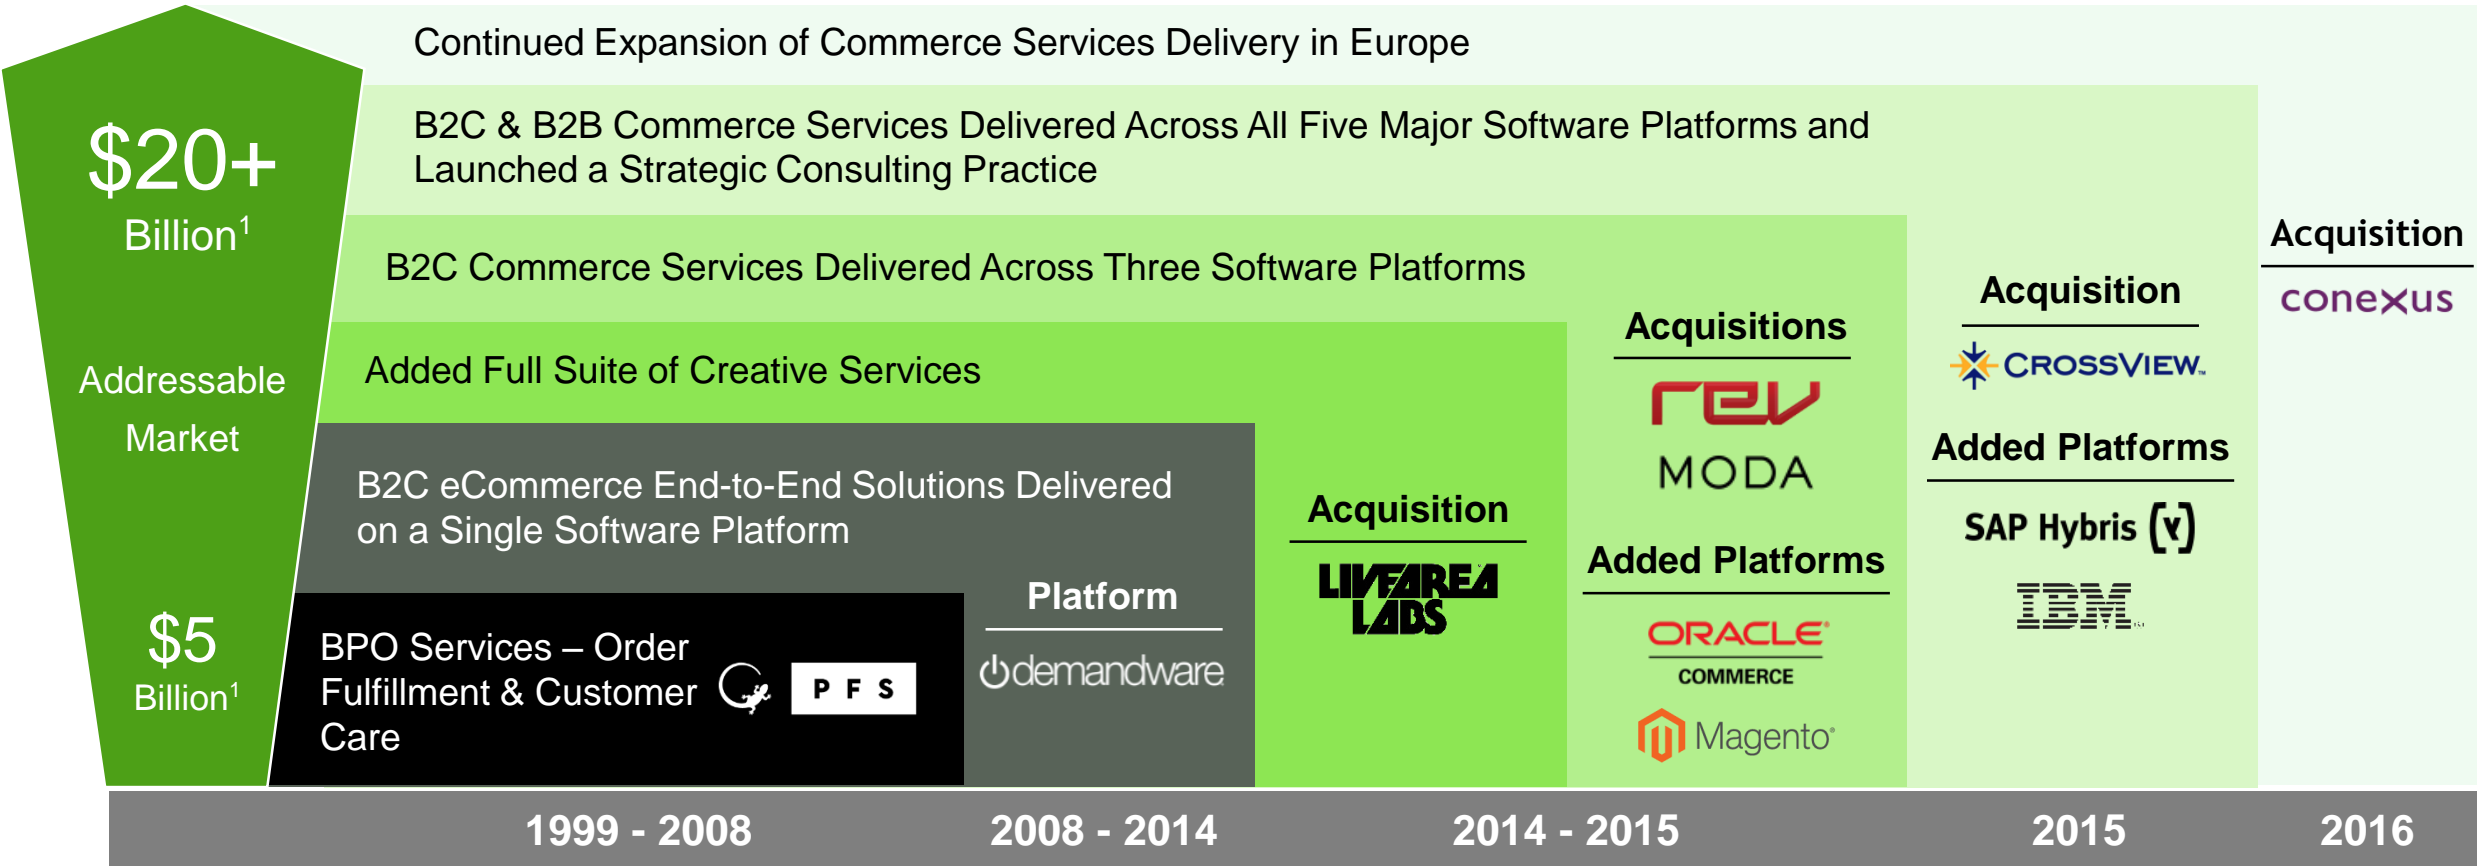 Continued Expansion of Commerce Services Delivery in Europe
B2C & B2B Commerce Services Delivered Across All Five Major Software Platforms and
Launched a Strategic Consulting Practice
B2C Commerce Services Delivered Across Three Software Platforms
Added Full Suite of Creative Services
B2C eCommerce End-to-End Solutions Delivered
on a Single Software Platform
BPO Services – Order
Fulfillment & Customer
Care
PFS
$20+
Billion¹
Addressable
Market
$5
Billion¹
Platform
demandware
Acquisition
LIVEAREA
LABS
Acquisitions
rev
MODA
Added Platforms
ORACLE®
COMMERCE
Magento®
Acquisition
CROSSVIEW™
Added Platforms
SAP Hybris (y)
IBM
Acquisition
conexus
1999 - 2008
2008 - 2014
2014 - 2015
2015
2016